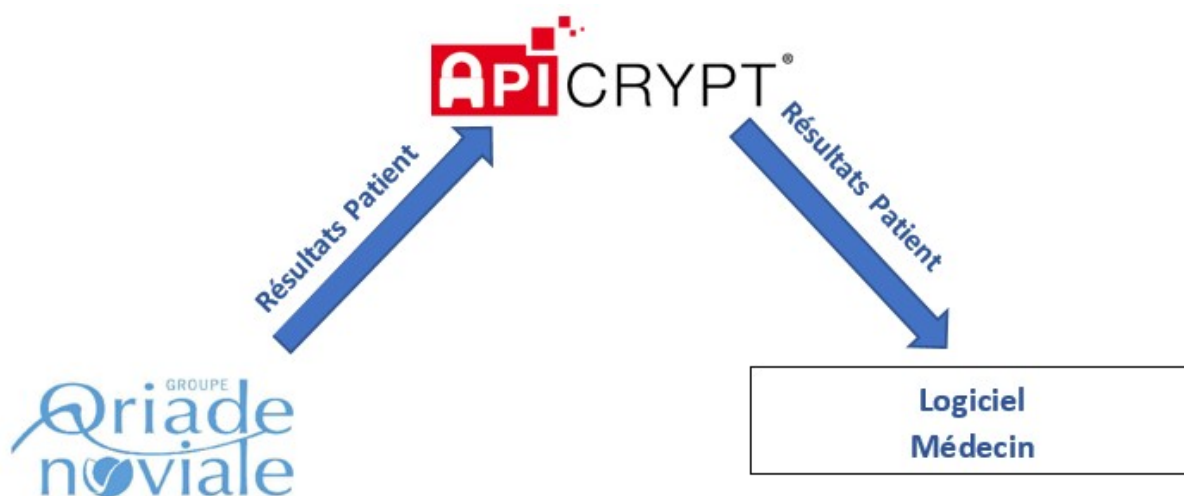 APICRYPT®
Résultats Patient
Résultats Patient
GROUPE
Oriade
noviale
Logiciel
Médecin